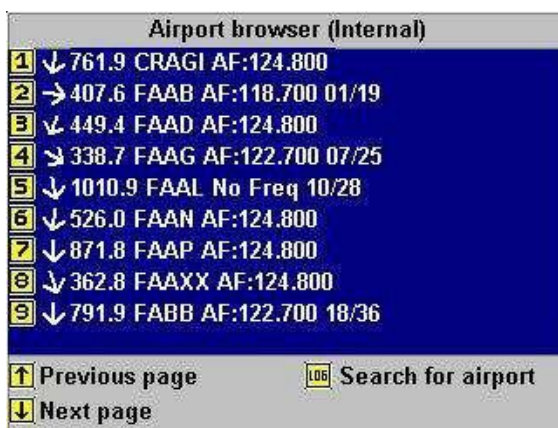 Airport browser (Internal)
1 ↓ 761.9 CRAGI AF:124.800
2 → 407.6 FAAB AF:118.700 01/19
3 ↙ 449.4 FAAD AF:124.800
4 ↘ 338.7 FAAG AF:122.700 07/25
5 ↓ 1010.9 FAAL No Freq 10/28
6 ↓ 526.0 FAAN AF:124.800
7 ↓ 871.8 FAAP AF:124.800
8 ↓ 362.8 FAAXX AF:124.800
9 ↓ 791.9 FABB AF:122.700 18/36
↑ Previous page LOG Search for airport
↓ Next page